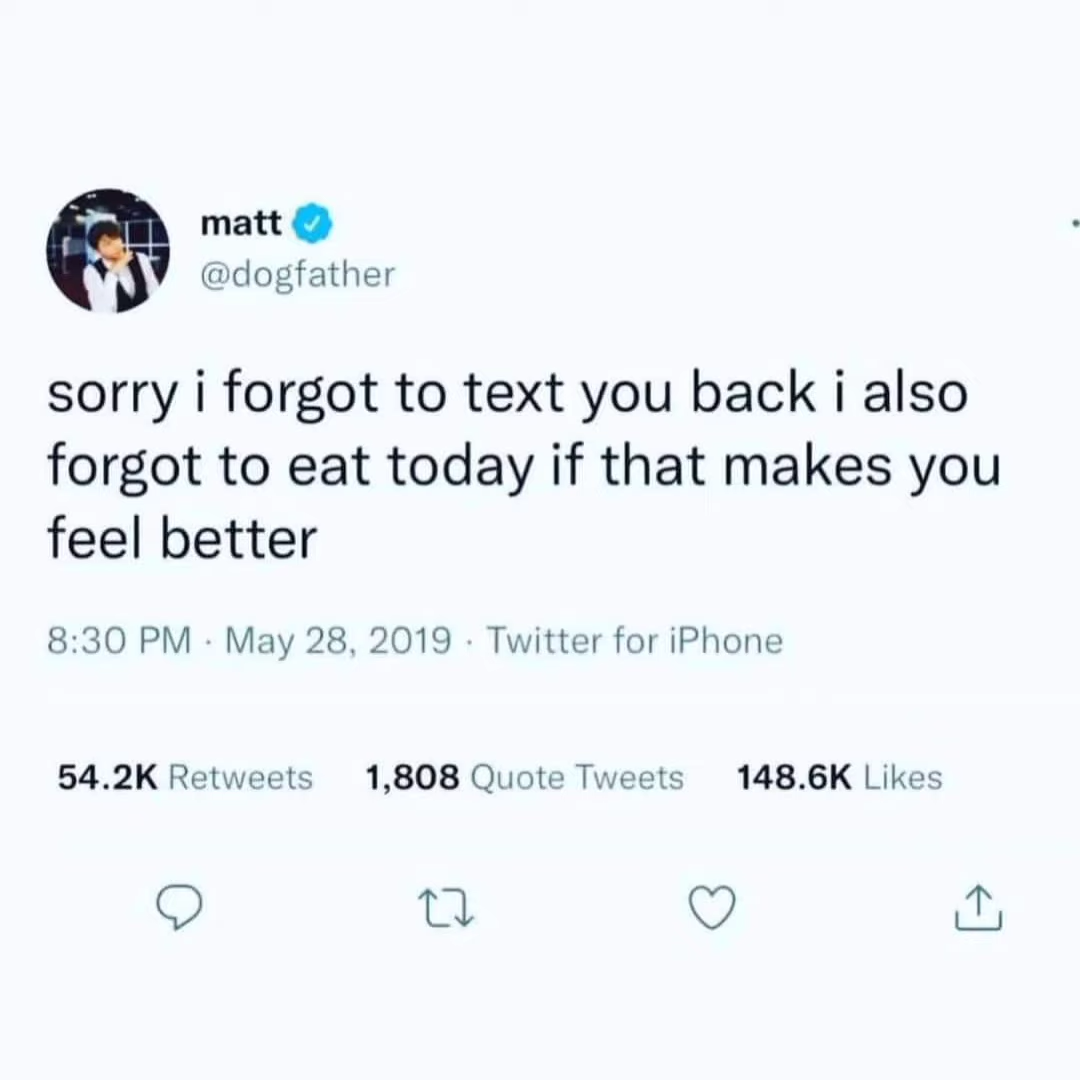 matt
@dogfather
sorry i forgot to text you back i also
forgot to eat today if that makes you
feel better
8:30 PM · May 28, 2019 · Twitter for iPhone
54.2K Retweets 1,808 Quote Tweets 148.6K Likes